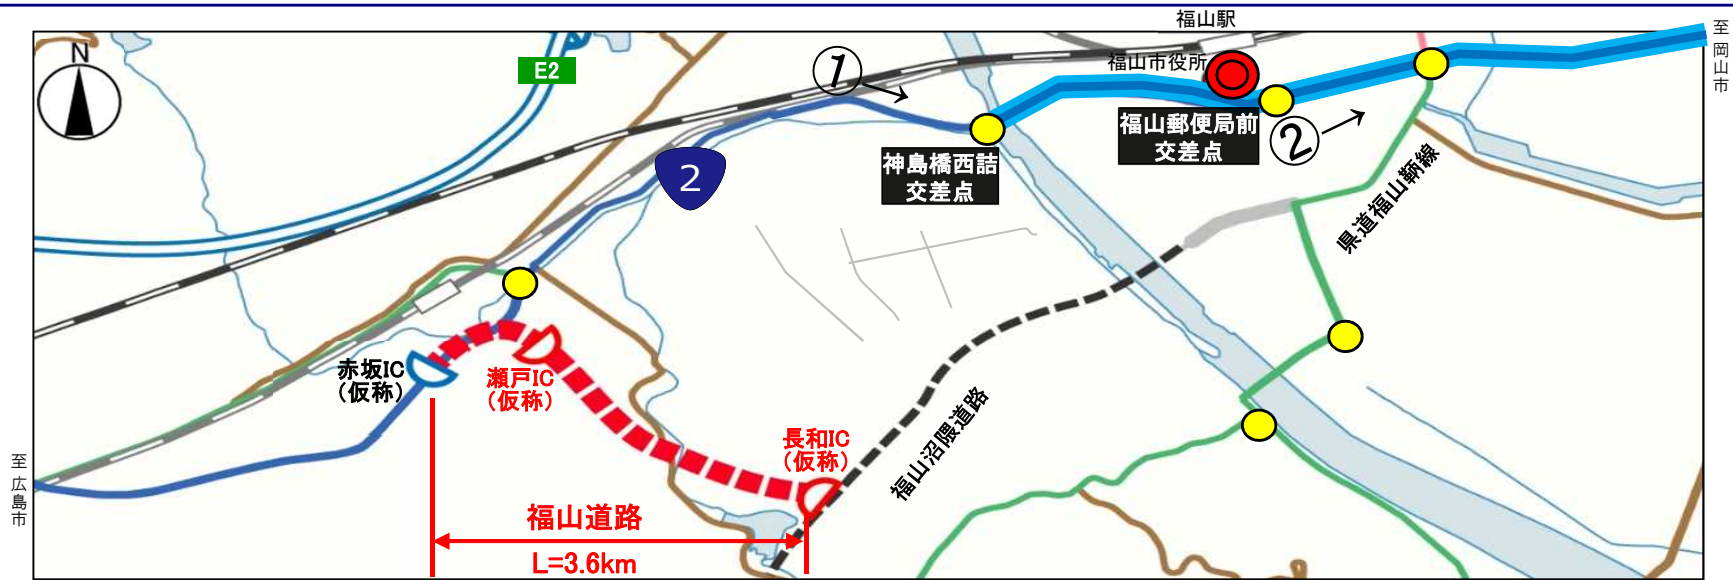 福山駅
至岡山市
N
E2
①
福山市役所
福山郵便局前
交差点
②
2
神島橋西詰
交差点
県道福山鞆線
赤坂IC
(仮称)
瀬戸IC
(仮称)
長和IC
(仮称)
福山沼隈道路
至広島市
福山道路
L=3.6km